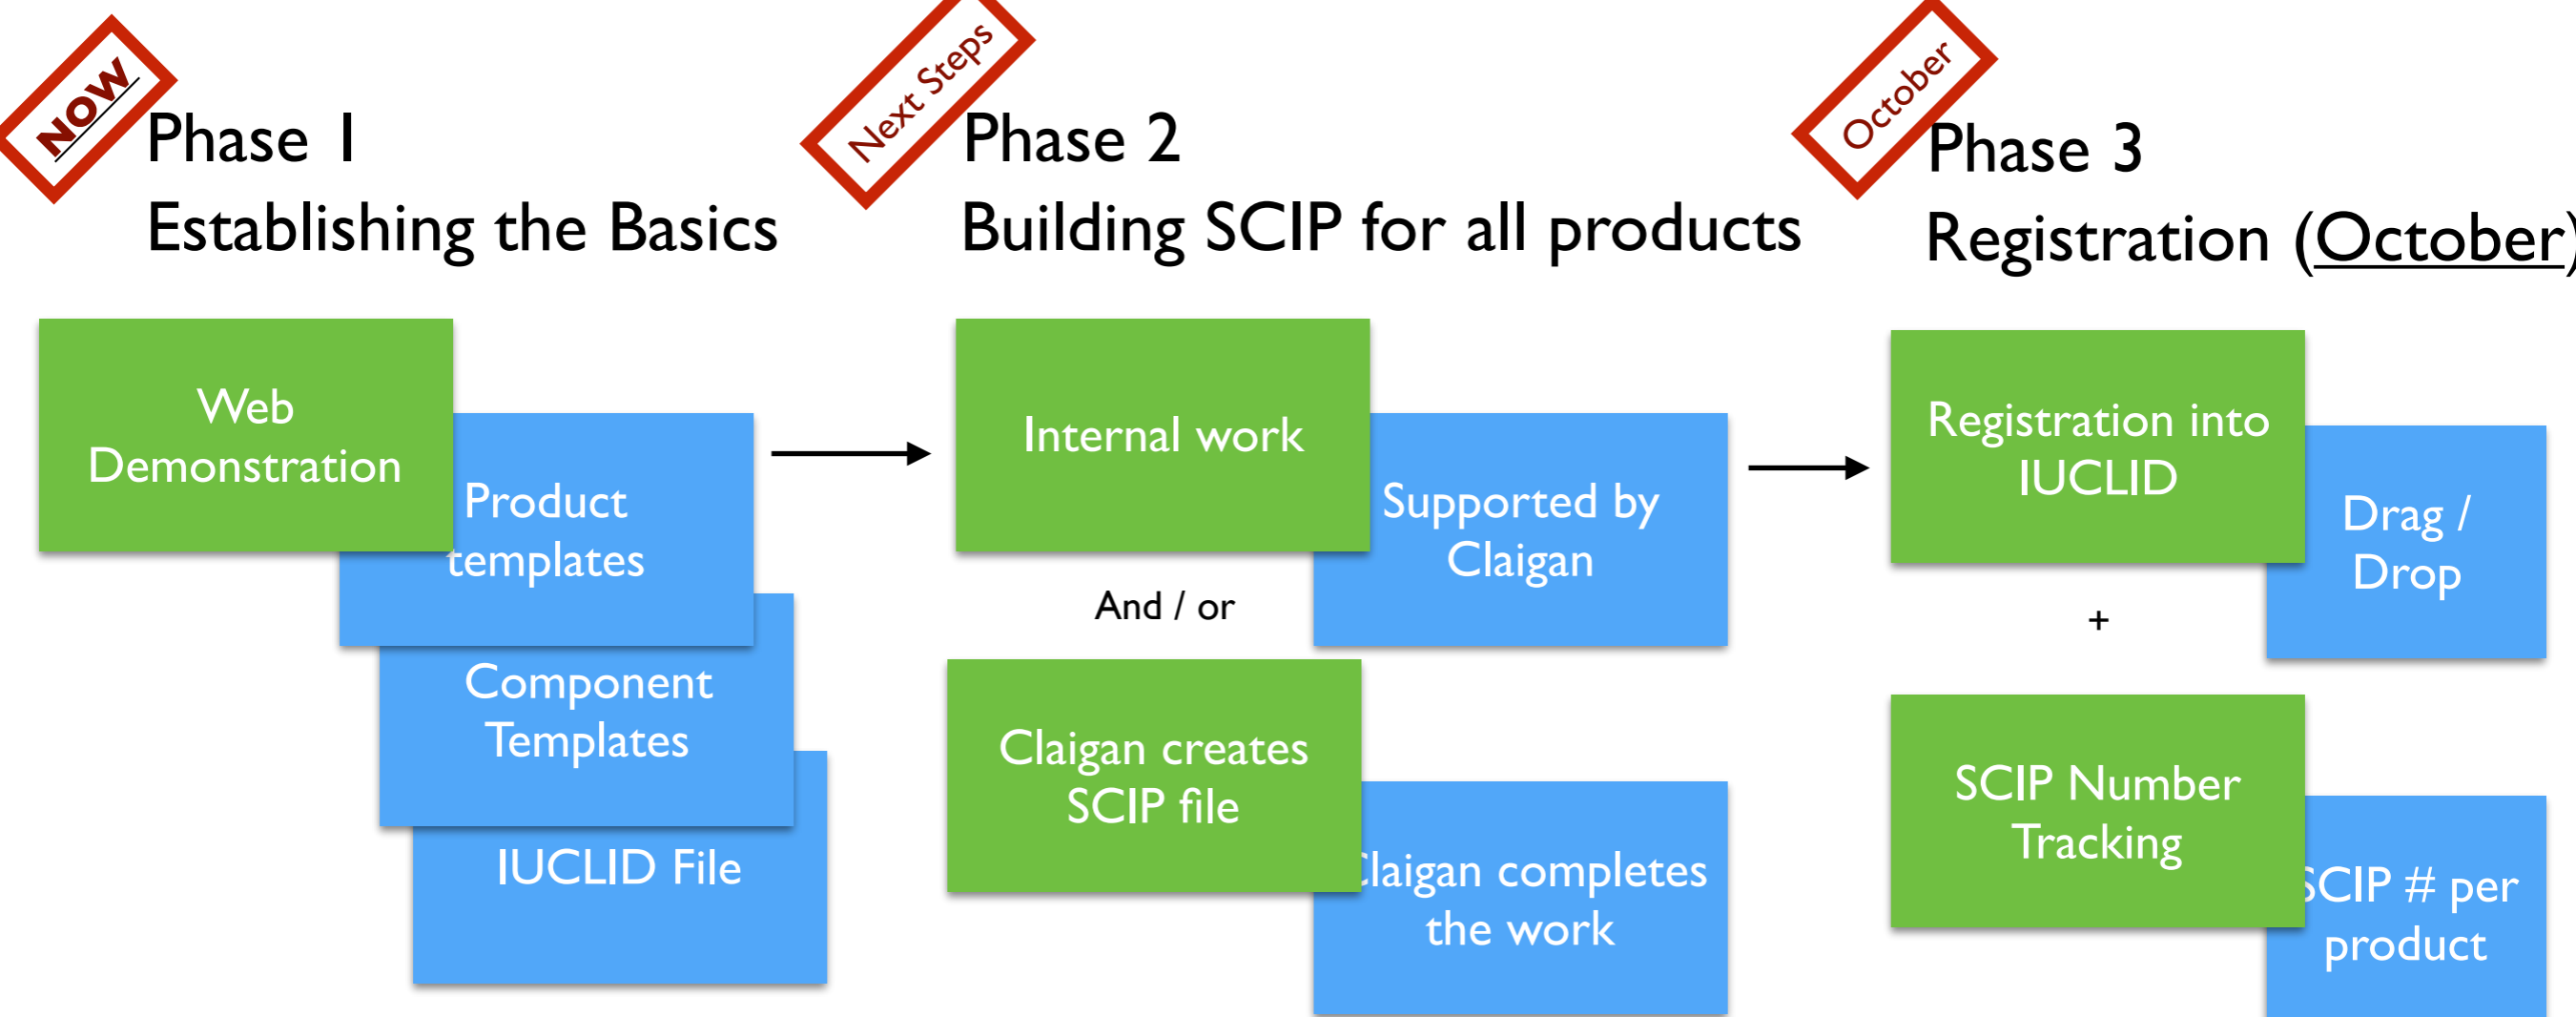 NOW
Phase 1
Establishing the Basics
Web
Demonstration
Product
templates
Component
Templates
IUCLID File
Next Steps
Phase 2
Building SCIP for all products
Internal work
Supported by
Claigan
And / or
Claigan creates
SCIP file
Claigan completes
the work
October
Phase 3
Registration (October)
Registration into
IUCLID
Drag /
Drop
+
SCIP Number
Tracking
SCIP # per
product